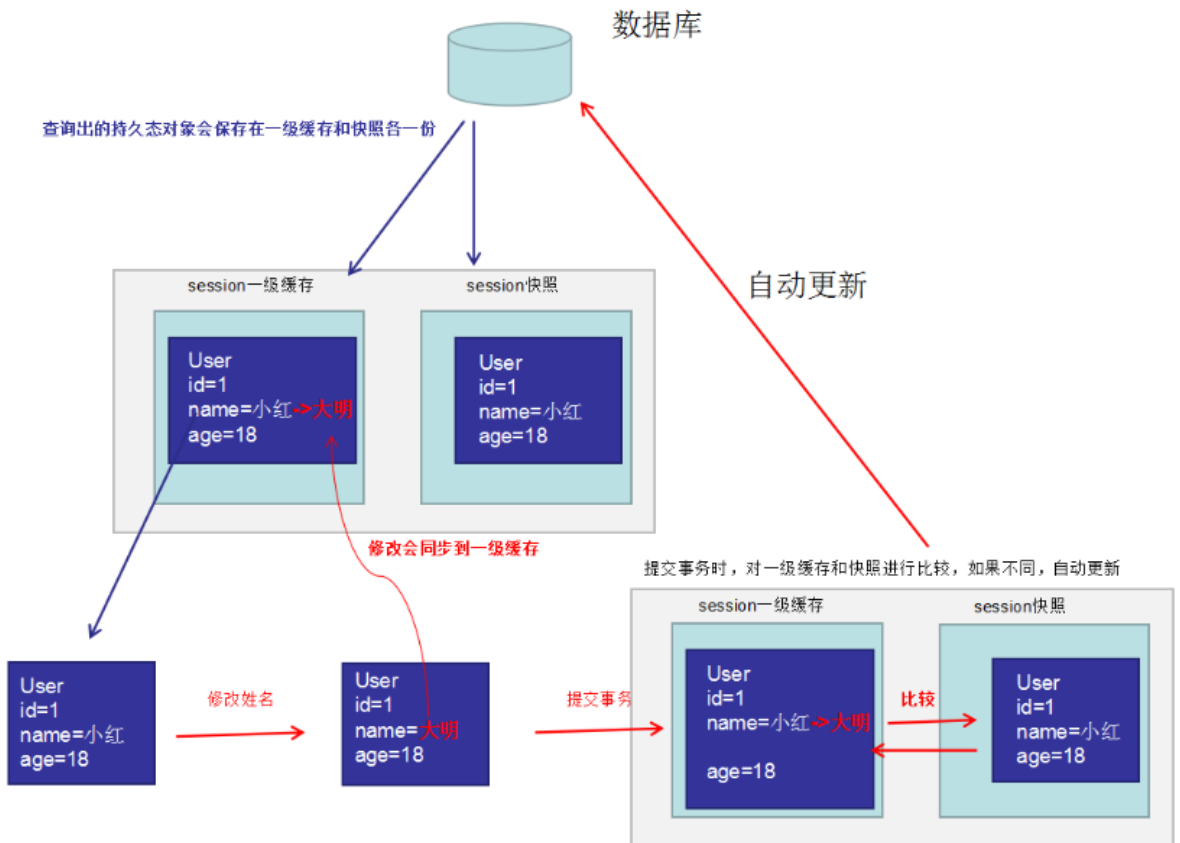 数据库
查询出的持久态对象会保存在一级缓存和快照各一份
自动更新
session一级缓存
session快照
User
id=1
name=小红->大明
age=18
User
id=1
name=小红
age=18
修改会同步到一级缓存
提交事务时，对一级缓存和快照进行比较，如果不同，自动更新
User
id=1
name=小红
age=18
修改姓名
User
id=1
name=大明
age=18
提交事务
session一级缓存
session快照
User
id=1
name=小红->大明
age=18
比较
User
id=1
name=小红
age=18